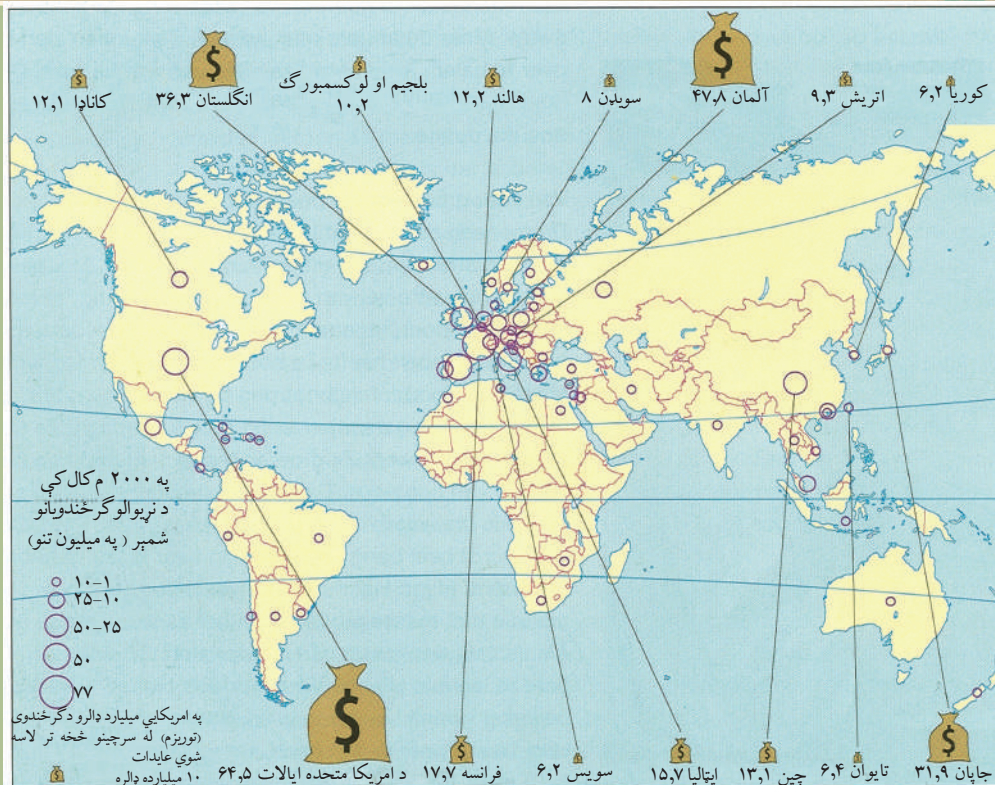 کاناډا ۱۲,۱
انگلستان ۳۶,۳
بلجیم او لوکسمبورگ
۱۰,۲
هالند ۱۲,۲
سویډن ۸
آلمان ۴۷,۸
اتریش ۹,۳
کوریا ۶,۲
په ۲۰۰۰ م کال کې
د نړیوالو گرځندویانو
شمېر ( په میلیون تنو)
۱۰-۱
۲۵-۱۰
۵۰-۲۵
۵۰
۷۷
په امریکایي میلیارد ډالرو د گرځندوی
(توریزم) له سرچینو څخه تر لاسه
شوي عایدات
۱۰ میلیارده ډالره
د امریکا متحده ایالات ۶۴,۵
فرانسه ۱۷,۷
سویس ۶,۲
ایټالیا ۱۵,۷
چین ۱۳,۱
تایوان ۶,۴
جاپان ۳۱,۹